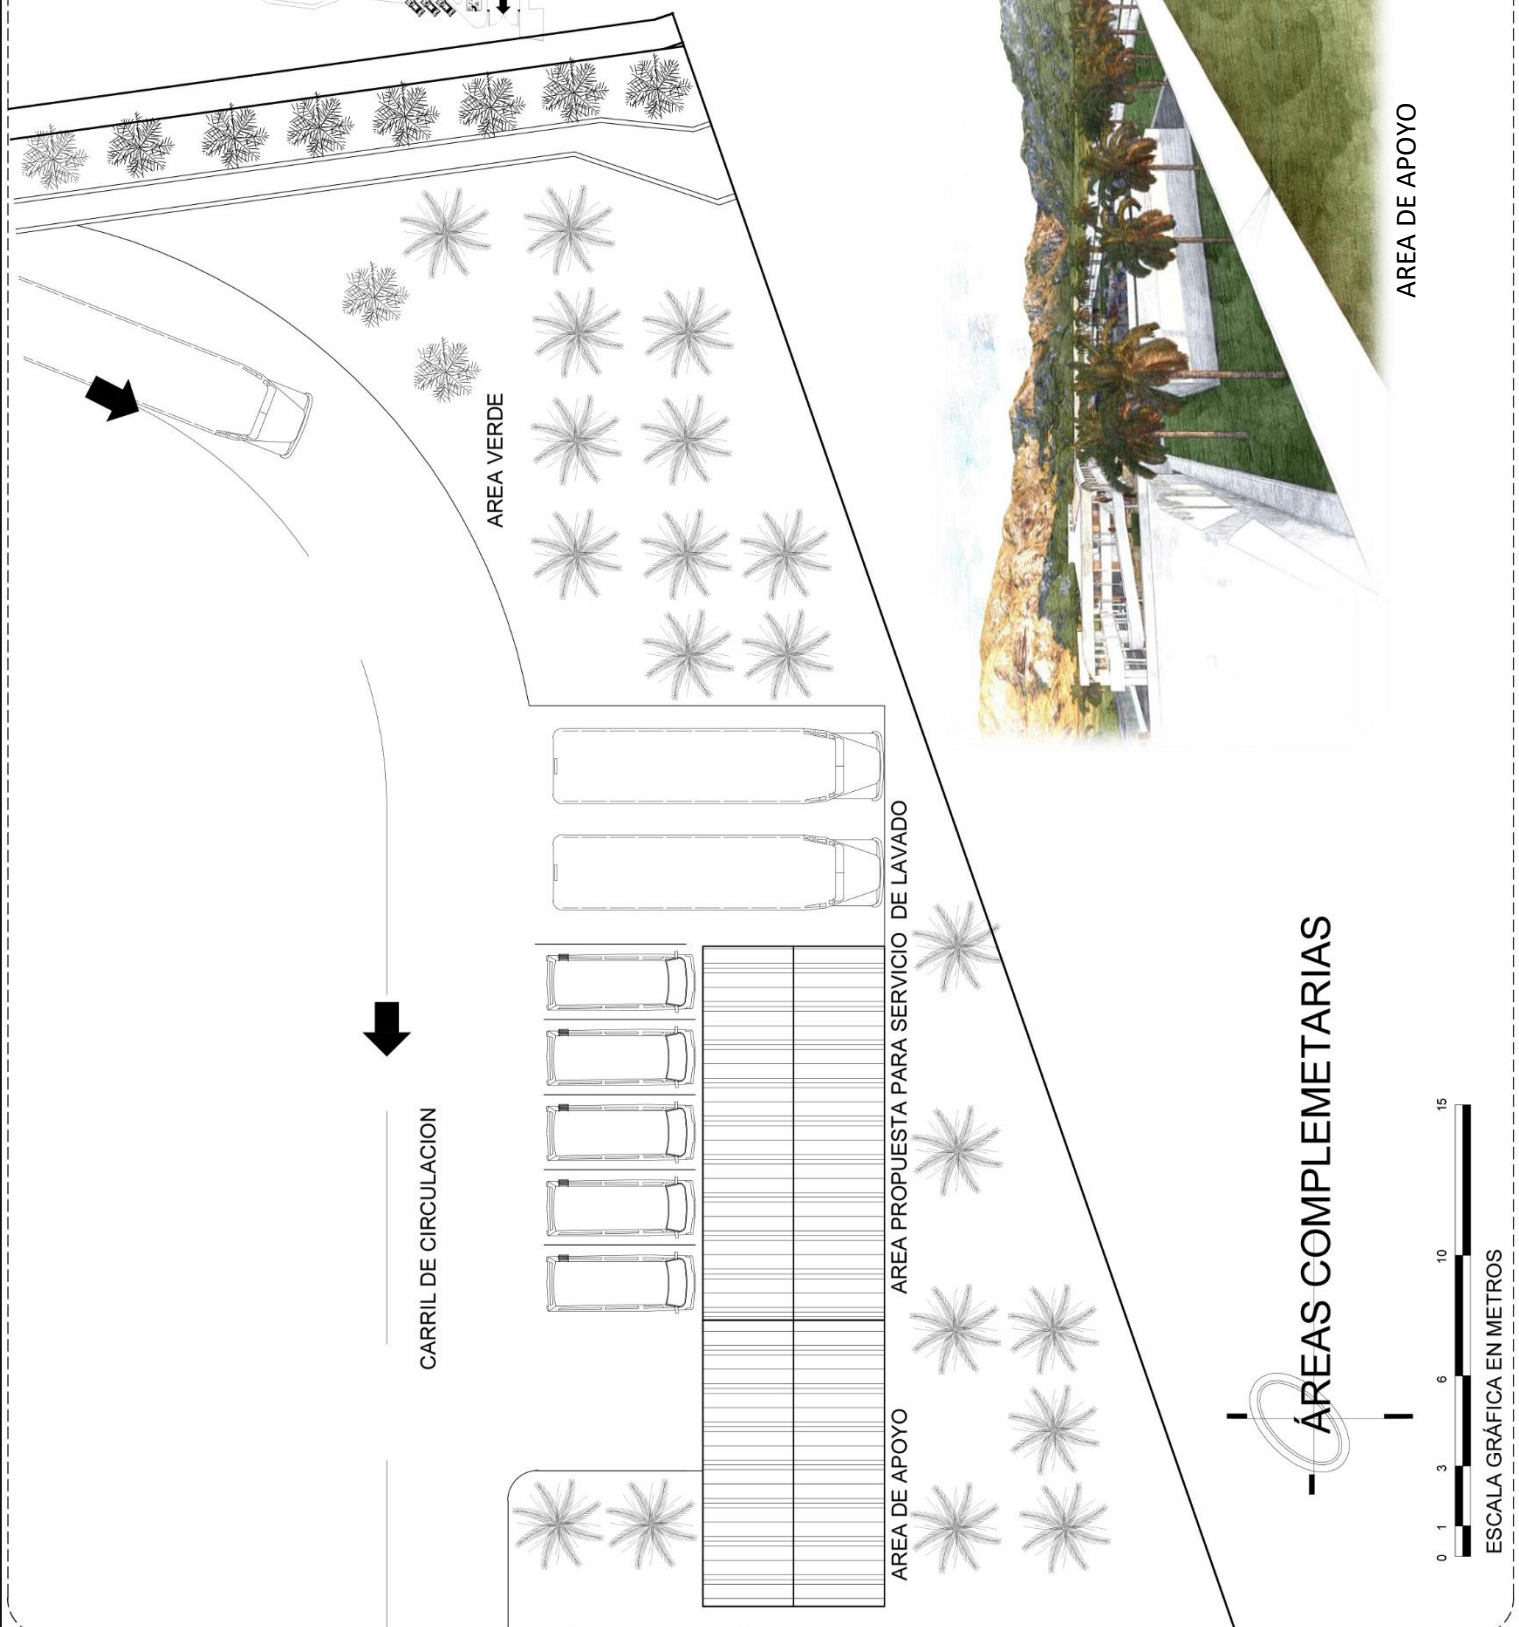 AREA VERDE
CARRIL DE CIRCULACION
AREA PROPUESTA PARA SERVICIO DE LAVADO
AREA DE APOYO
AREA DE APOYO
ÁREAS COMPLEMETARIAS
0 1 3 6 10 15
ESCALA GRÁFICA EN METROS